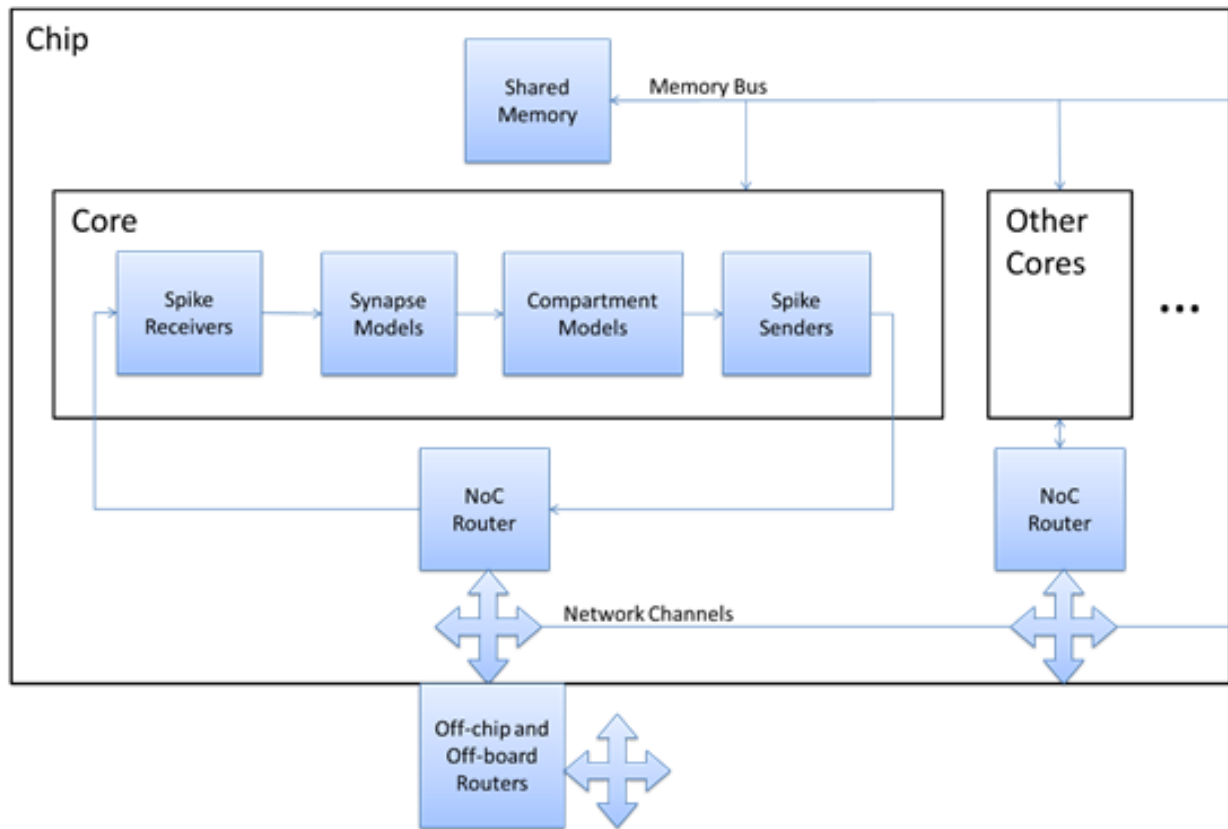 Chip
Shared
Memory
Memory Bus
Core
Other
Cores
Spike
Receivers
Synapse
Models
Compartment
Models
Spike
Senders
...
NoC
Router
NoC
Router
Network Channels
Off-chip and
Off-board
Routers